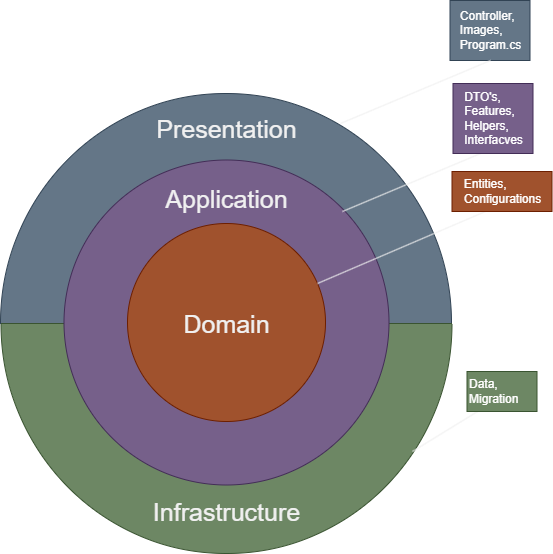 Controller,
Images,
Program.cs
DTO's,
Features,
Helpers,
Interfacves
Entities,
Configurations
Presentation
Application
Domain
Data,
Migration
Infrastructure